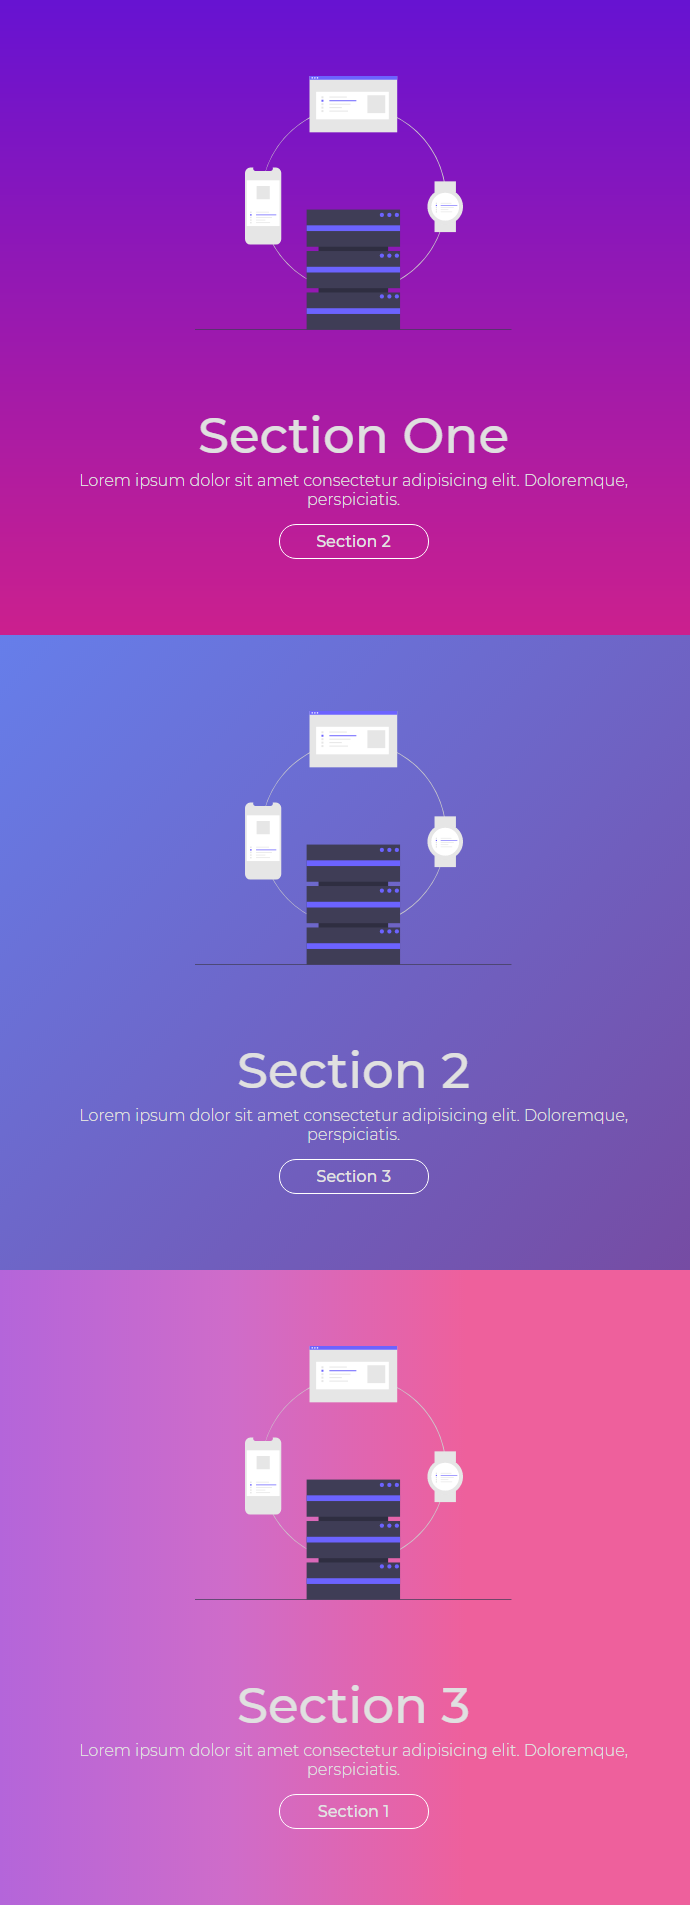 Section One
Lorem ipsum dolor sit amet consectetur adipisicing elit. Doloremque,
perspiciatis.
Section 2
Section 2
Lorem ipsum dolor sit amet consectetur adipisicing elit. Doloremque,
perspiciatis.
Section 3
Section 3
Lorem ipsum dolor sit amet consectetur adipisicing elit. Doloremque,
perspiciatis.
Section 1